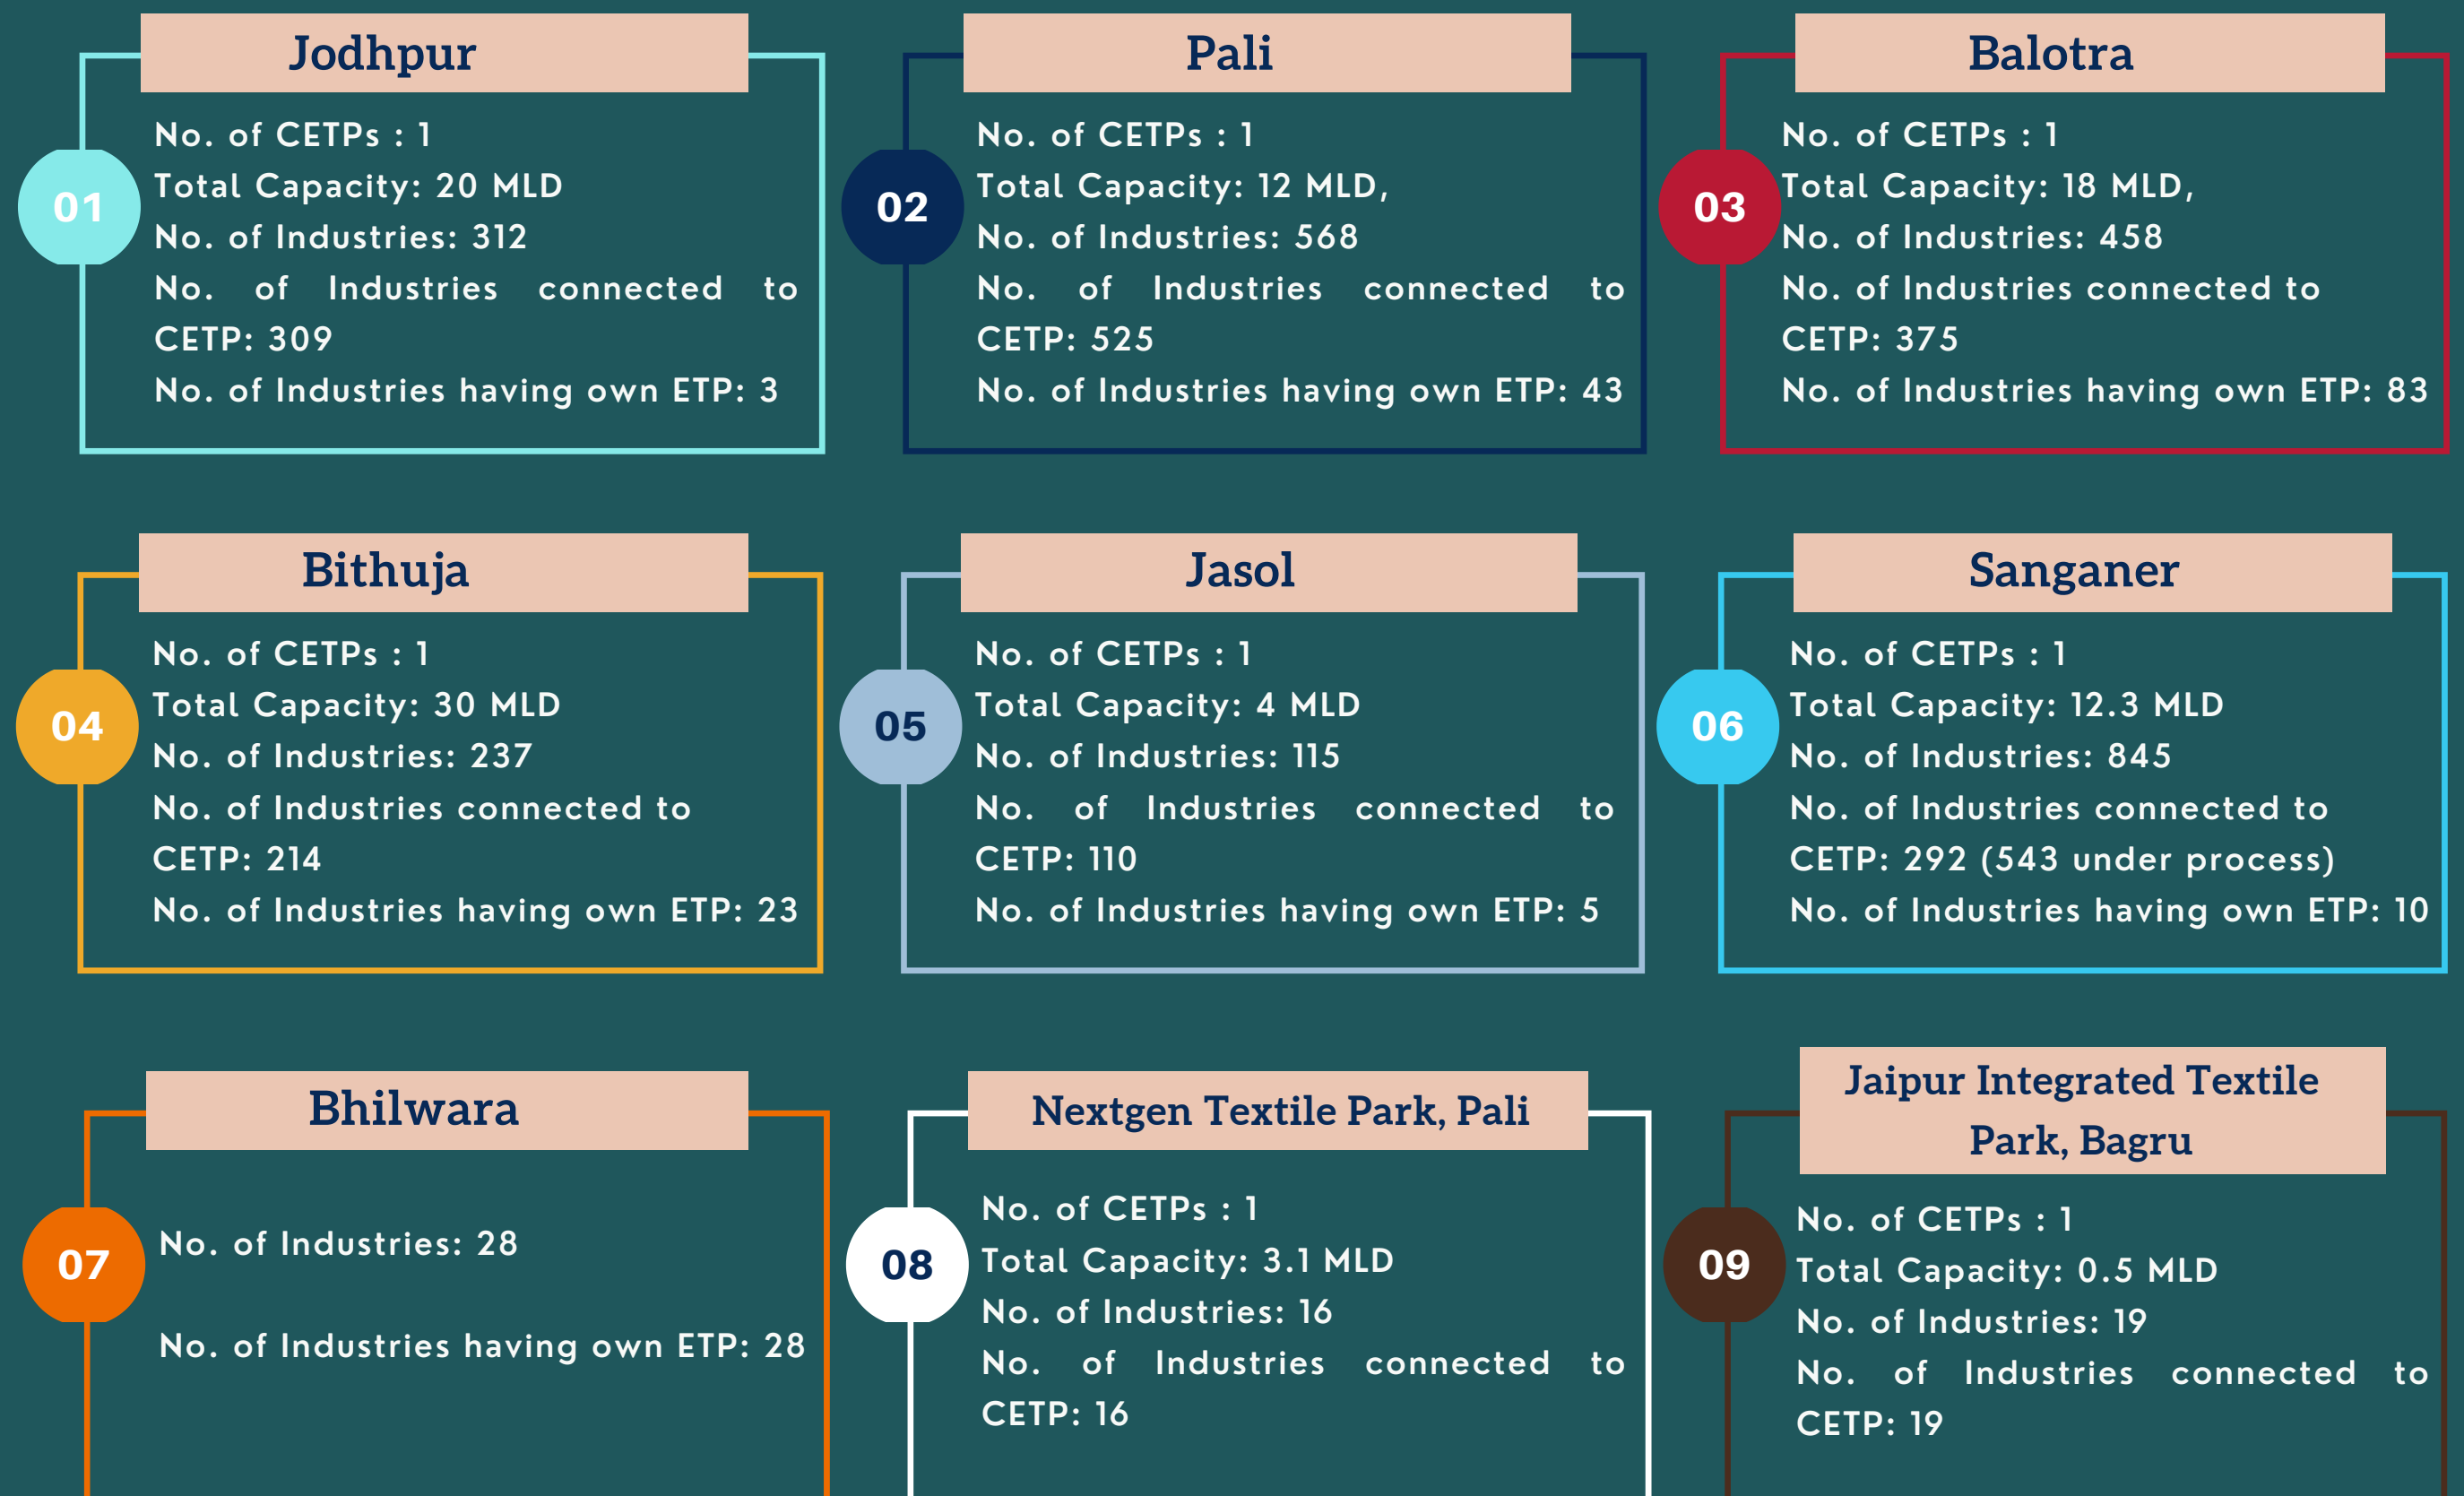 Jodhpur
01
No. of CETPs : 1
Total Capacity: 20 MLD
No. of Industries: 312
No. of Industries connected to
CETP: 309
No. of Industries having own ETP: 3
Pali
02
No. of CETPs : 1
Total Capacity: 12 MLD,
No. of Industries: 568
No. of Industries connected to
CETP: 525
No. of Industries having own ETP: 43
Balotra
03
No. of CETPs : 1
Total Capacity: 18 MLD,
No. of Industries: 458
No. of Industries connected to
CETP: 375
No. of Industries having own ETP: 83
Bithuja
04
No. of CETPs : 1
Total Capacity: 30 MLD
No. of Industries: 237
No. of Industries connected to
CETP: 214
No. of Industries having own ETP: 23
Jasol
05
No. of CETPs : 1
Total Capacity: 4 MLD
No. of Industries: 115
No. of Industries connected to
CETP: 110
No. of Industries having own ETP: 5
Sanganer
06
No. of CETPs : 1
Total Capacity: 12.3 MLD
No. of Industries: 845
No. of Industries connected to
CETP: 292 (543 under process)
No. of Industries having own ETP: 10
Bhilwara
07
No. of Industries: 28
No. of Industries having own ETP: 28
Nextgen Textile Park, Pali
08
No. of CETPs : 1
Total Capacity: 3.1 MLD
No. of Industries: 16
No. of Industries connected to
CETP: 16
Jaipur Integrated Textile
Park, Bagru
09
No. of CETPs : 1
Total Capacity: 0.5 MLD
No. of Industries: 19
No. of Industries connected to
CETP: 19